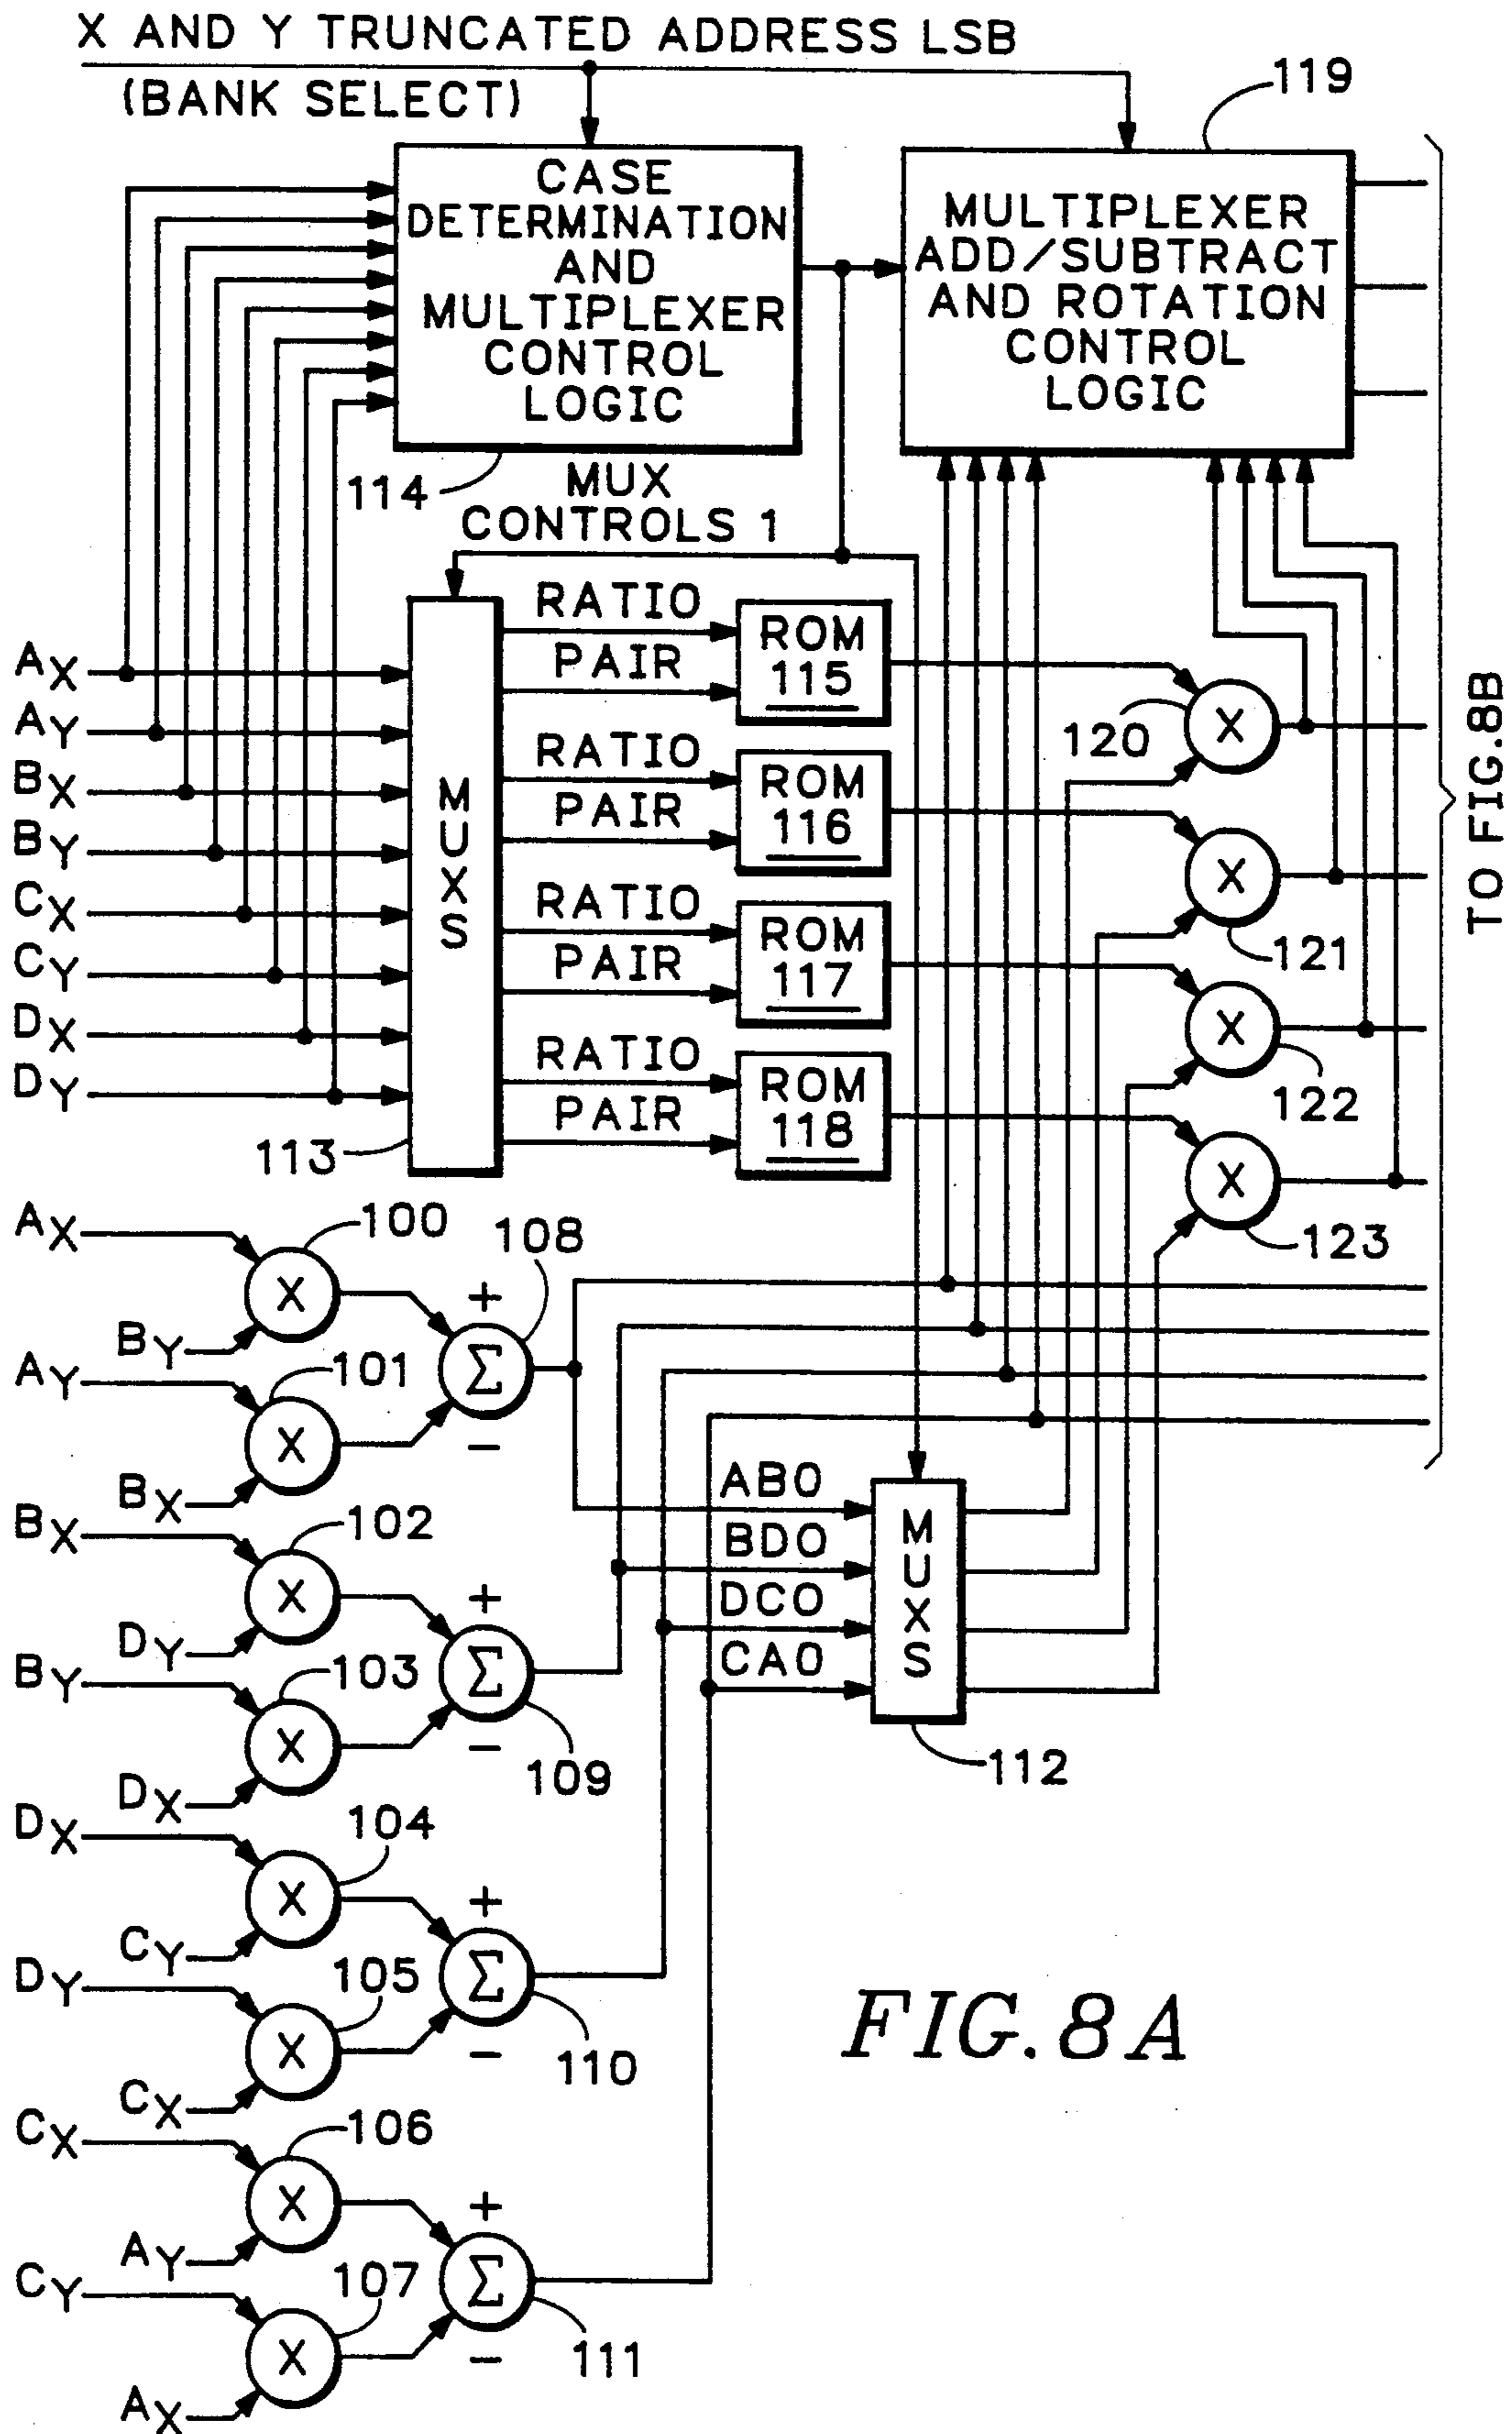 X AND Y TRUNCATED ADDRESS LSB
(BANK SELECT)
119
CASE
DETERMINATION
AND
MULTIPLEXER
CONTROL
LOGIC
MULTIPLEXER
ADD/SUBTRACT
AND ROTATION
CONTROL
LOGIC
114
MUX
CONTROLS 1
AX
AY
BX
BY
CX
CY
DX
DY
MUXS
113
RATIO
PAIR
ROM
115
RATIO
PAIR
ROM
116
RATIO
PAIR
ROM
117
RATIO
PAIR
ROM
118
X
120
X
121
X
122
X
123
TO FIG.8B
AX
BY
X
100
AY
BX
X
101
+
Σ
−
108
BX
DY
X
102
BY
DX
X
103
+
Σ
−
109
DX
CY
X
104
DY
CX
X
105
+
Σ
−
110
CX
AY
X
106
CY
AX
X
107
+
Σ
−
111
ABO
BDO
DCO
CAO
MUXS
112
FIG.8A